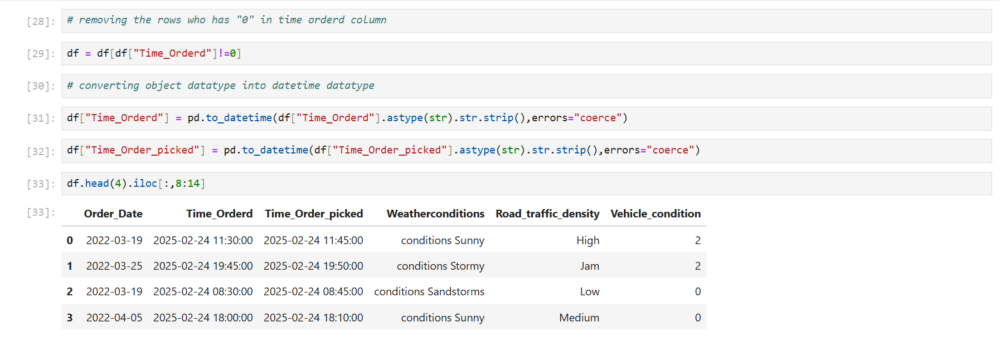 [28]: # removing the rows who has "0" in time orderd column
[29]: df = df[df["Time_Orderd"]!=0]
[30]: # converting object datatype into datetime datatype
[31]: df["Time_Orderd"] = pd.to_datetime(df["Time_Orderd"].astype(str).str.strip(),errors="coerce")
[32]: df["Time_Order_picked"] = pd.to_datetime(df["Time_Order_picked"].astype(str).str.strip(),errors="coerce")
[33]: df.head(4).iloc[:,8:14]
[33]: Order_Date Time_Orderd Time_Order_picked Weatherconditions Road_traffic_density Vehicle_condition
0 2022-03-19 2025-02-24 11:30:00 2025-02-24 11:45:00 conditions Sunny High 2
1 2022-03-25 2025-02-24 19:45:00 2025-02-24 19:50:00 conditions Stormy Jam 2
2 2022-03-19 2025-02-24 08:30:00 2025-02-24 08:45:00 conditions Sandstorms Low 0
3 2022-04-05 2025-02-24 18:00:00 2025-02-24 18:10:00 conditions Sunny Medium 0